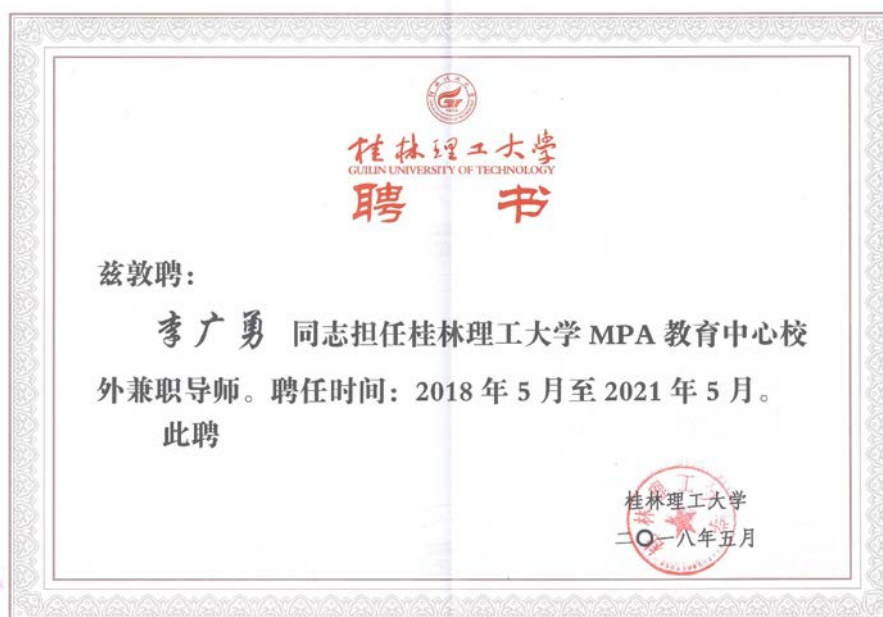 桂林理工大学
GUILIN UNIVERSITY OF TECHNOLOGY
聘 书
兹敦聘：
李广勇 同志担任桂林理工大学 MPA 教育中心校
外兼职导师。聘任时间：2018 年 5 月至 2021 年 5 月。
此聘
桂林理工大学
二〇一八年五月